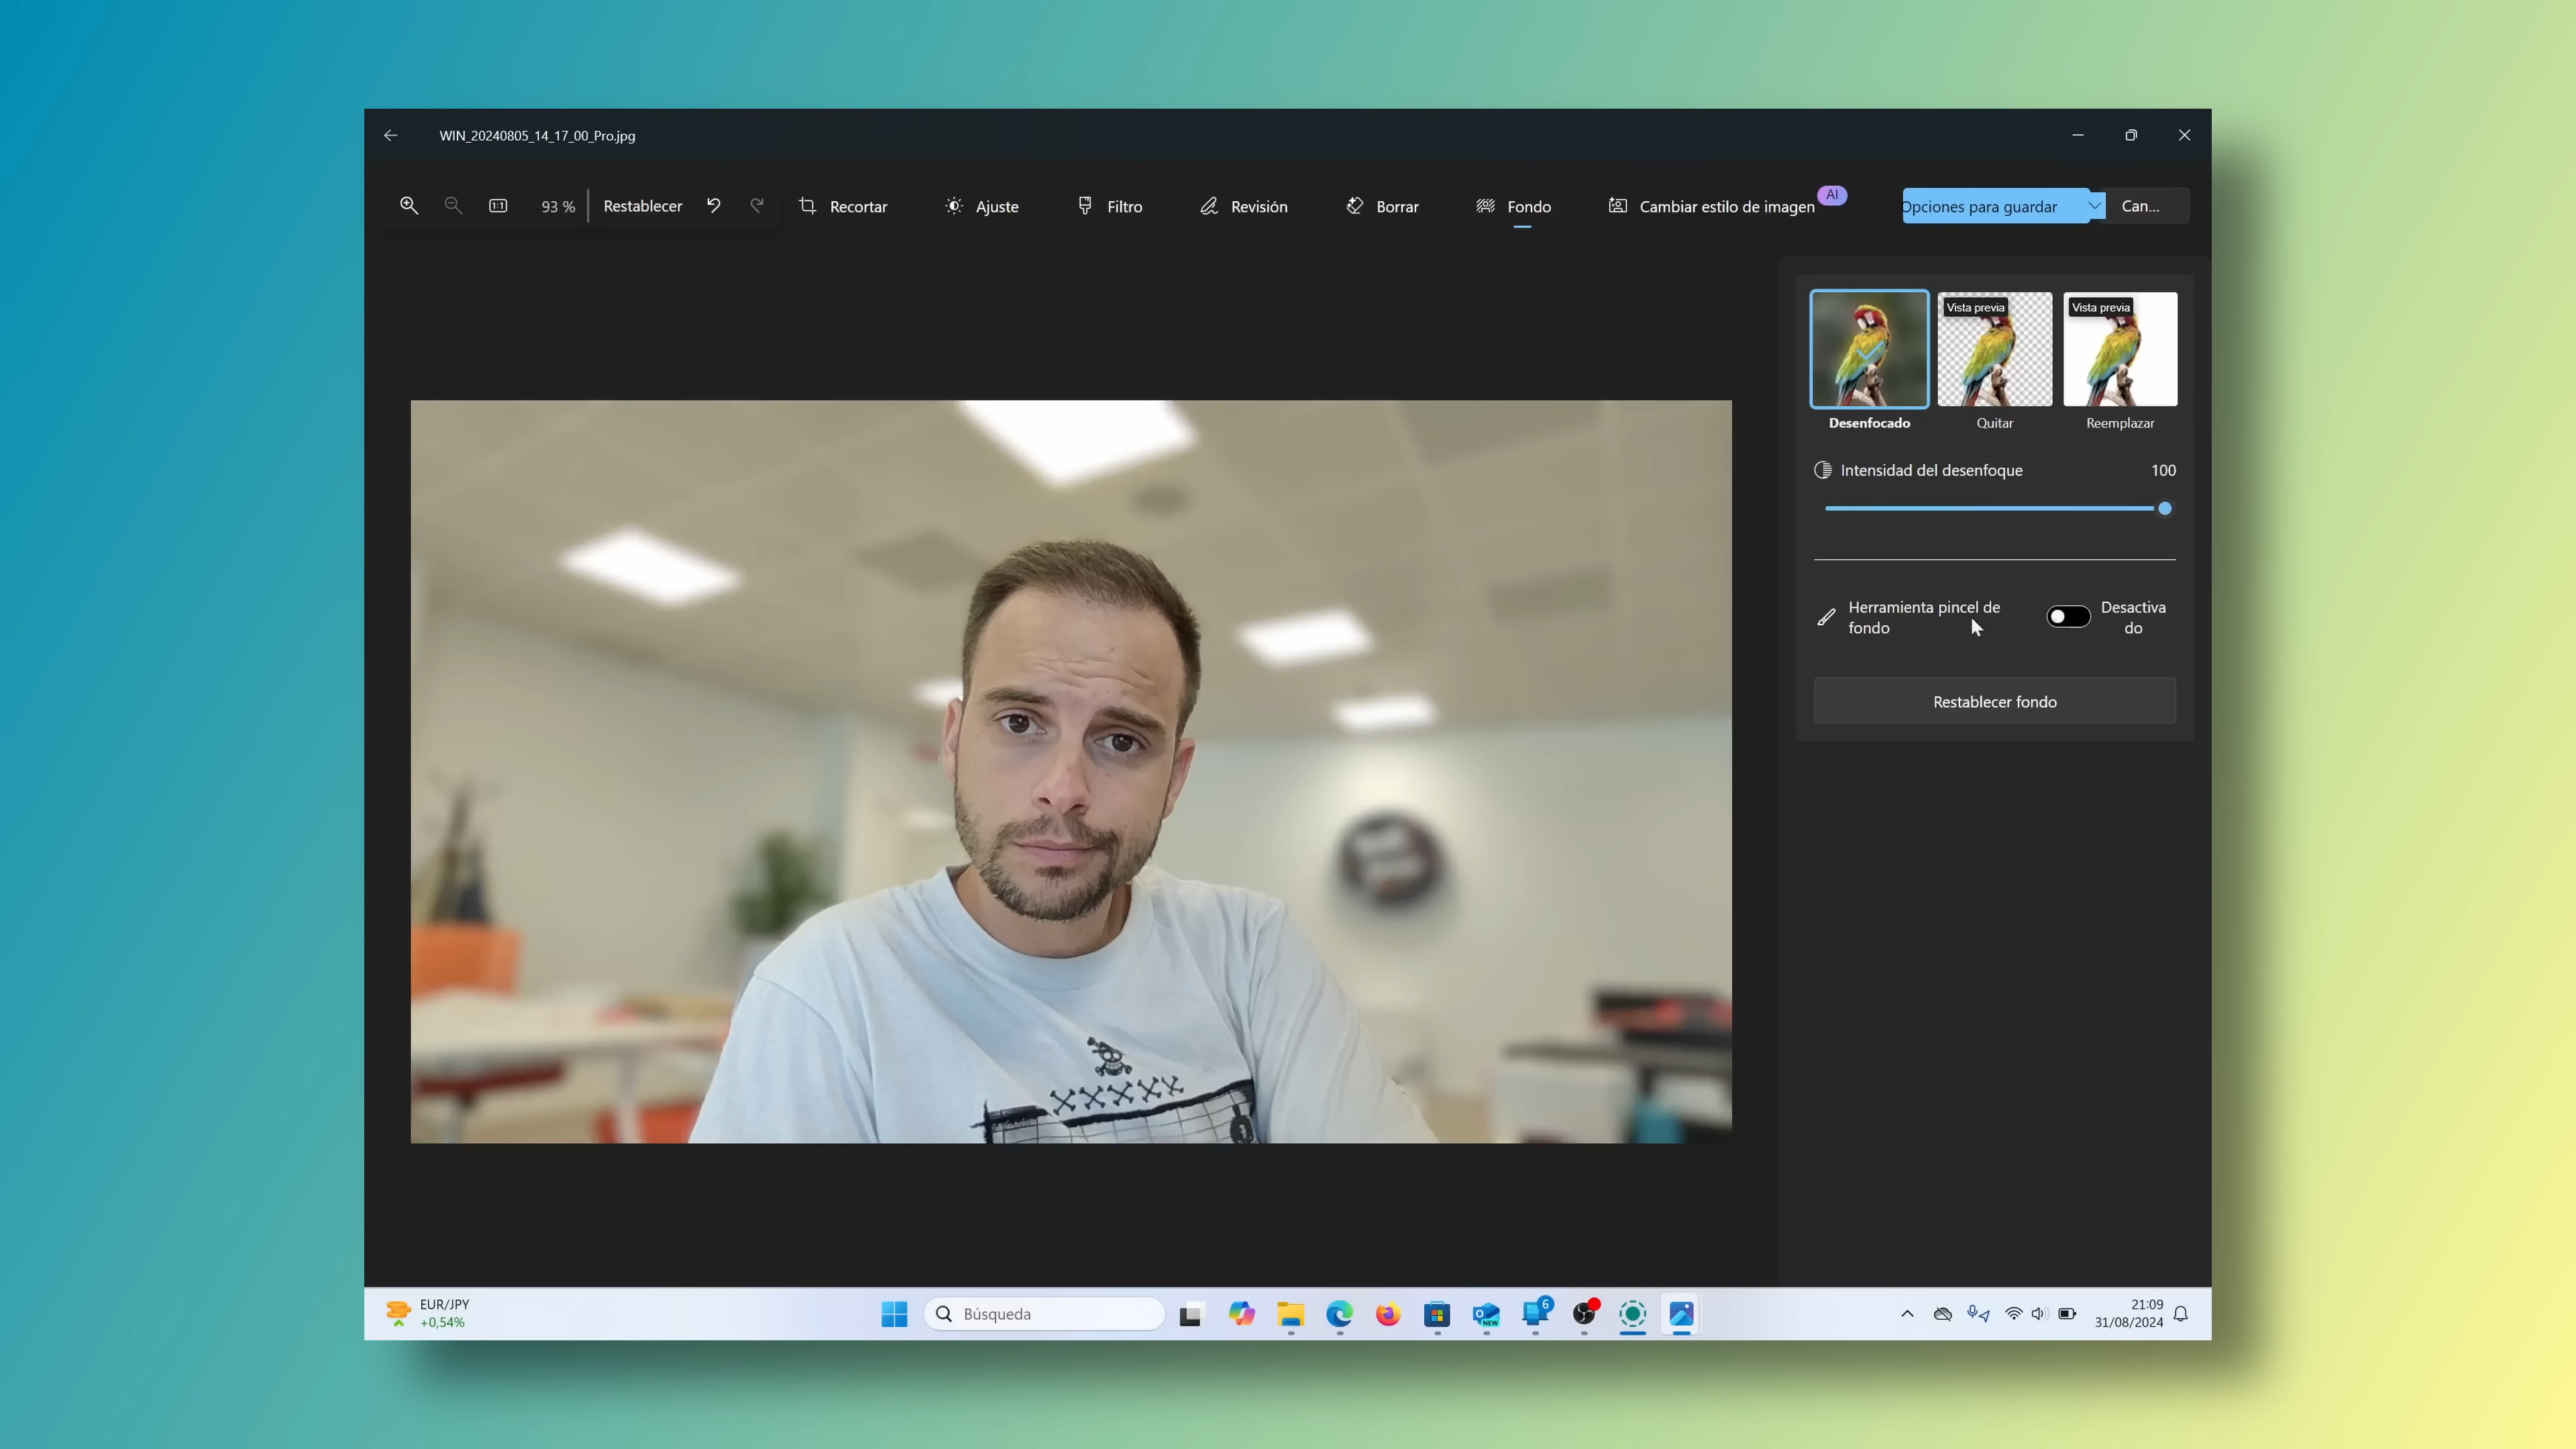 WIN_20240805_14_17_00_Pro.jpg
93 %
Restablecer
Recortar
Ajuste
Filtro
Revisión
Borrar
Fondo
Cambiar estilo de imagen
AI
Opciones para guardar
Can...
Vista previa
Vista previa
Desenfocado
Quitar
Reemplazar
Intensidad del desenfoque
100
Herramienta pincel de
fondo
Desactiva
do
Restablecer fondo
EUR/JPY
+0,54%
Búsqueda
NEW
6
21:09
31/08/2024